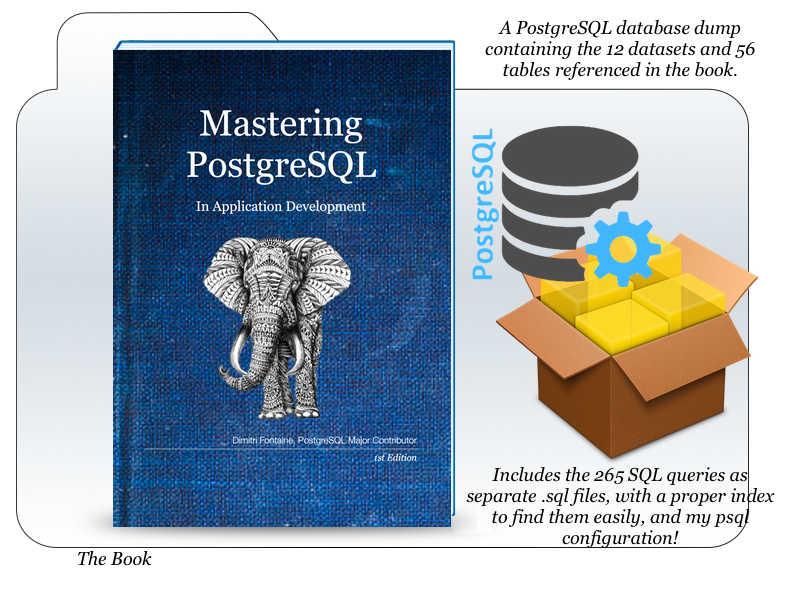 A PostgreSQL database dump
containing the 12 datasets and 56
tables referenced in the book.
Mastering
PostgreSQL
In Application Development
Dimitri Fontaine, PostgreSQL Major Contributor
1st Edition
PostgreSQL
Includes the 265 SQL queries as
separate .sql files, with a proper index
to find them easily, and my psql
configuration!
The Book